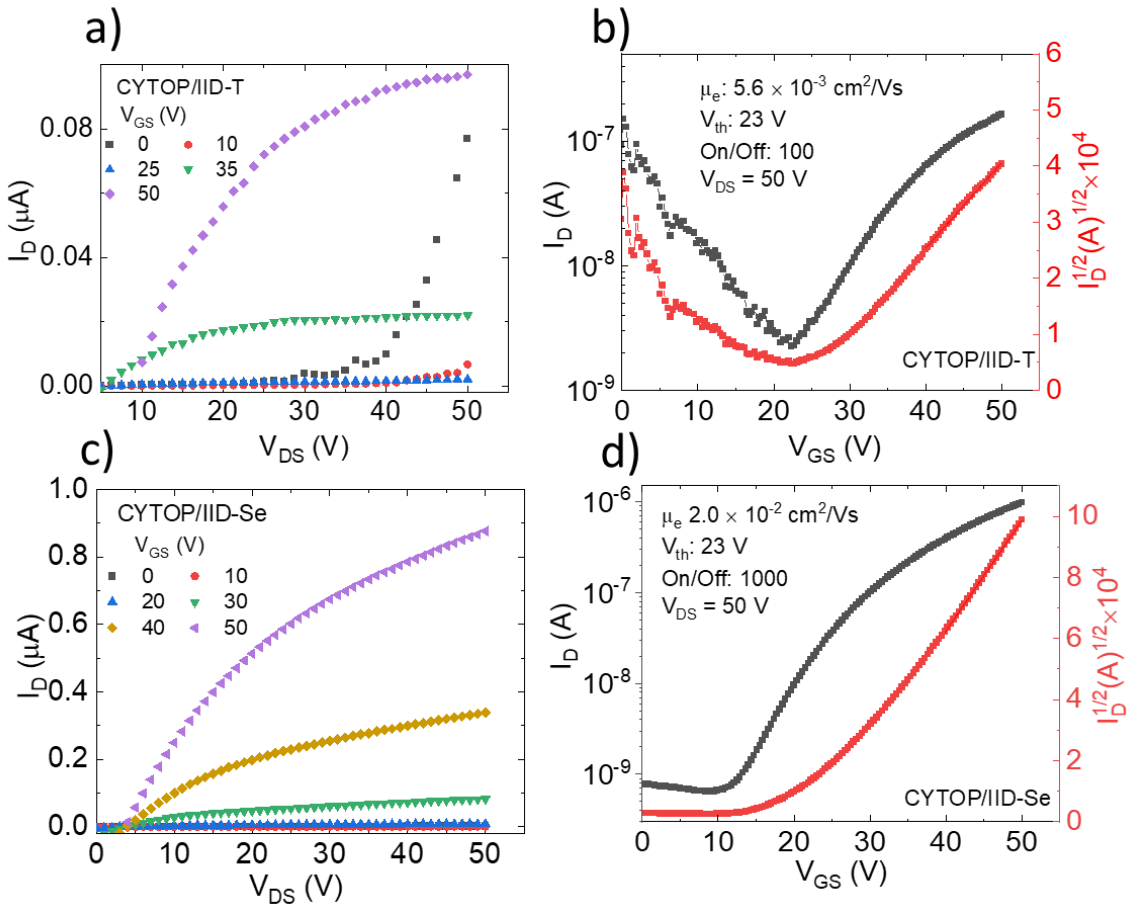 a)
CYTOP/IID-T
V_GS (V)
0 10
25 35
50
I_D (μA)
0.08
0.04
0.00
10 20 30 40 50
V_DS (V)
b)
μ_e: 5.6 × 10^-3 cm^2/Vs
V_th: 23 V
On/Off: 100
V_DS = 50 V
I_D (A)
10^-7
10^-8
10^-9
0 10 20 30 40 50
V_GS (V)
6
5
4
3
2
1
0
I_D^1/2(A)^1/2×10^4
CYTOP/IID-T
c)
CYTOP/IID-Se
V_GS (V)
0 10
20 30
40 50
I_D (μA)
1.0
0.8
0.6
0.4
0.2
0.0
0 10 20 30 40 50
V_DS (V)
d)
μ_e 2.0 × 10^-2 cm^2/Vs
V_th: 23 V
On/Off: 1000
V_DS = 50 V
I_D (A)
10^-6
10^-7
10^-8
10^-9
0 10 20 30 40 50
V_GS (V)
10
8
6
4
2
0
I_D^1/2(A)^1/2×10^4
CYTOP/IID-Se